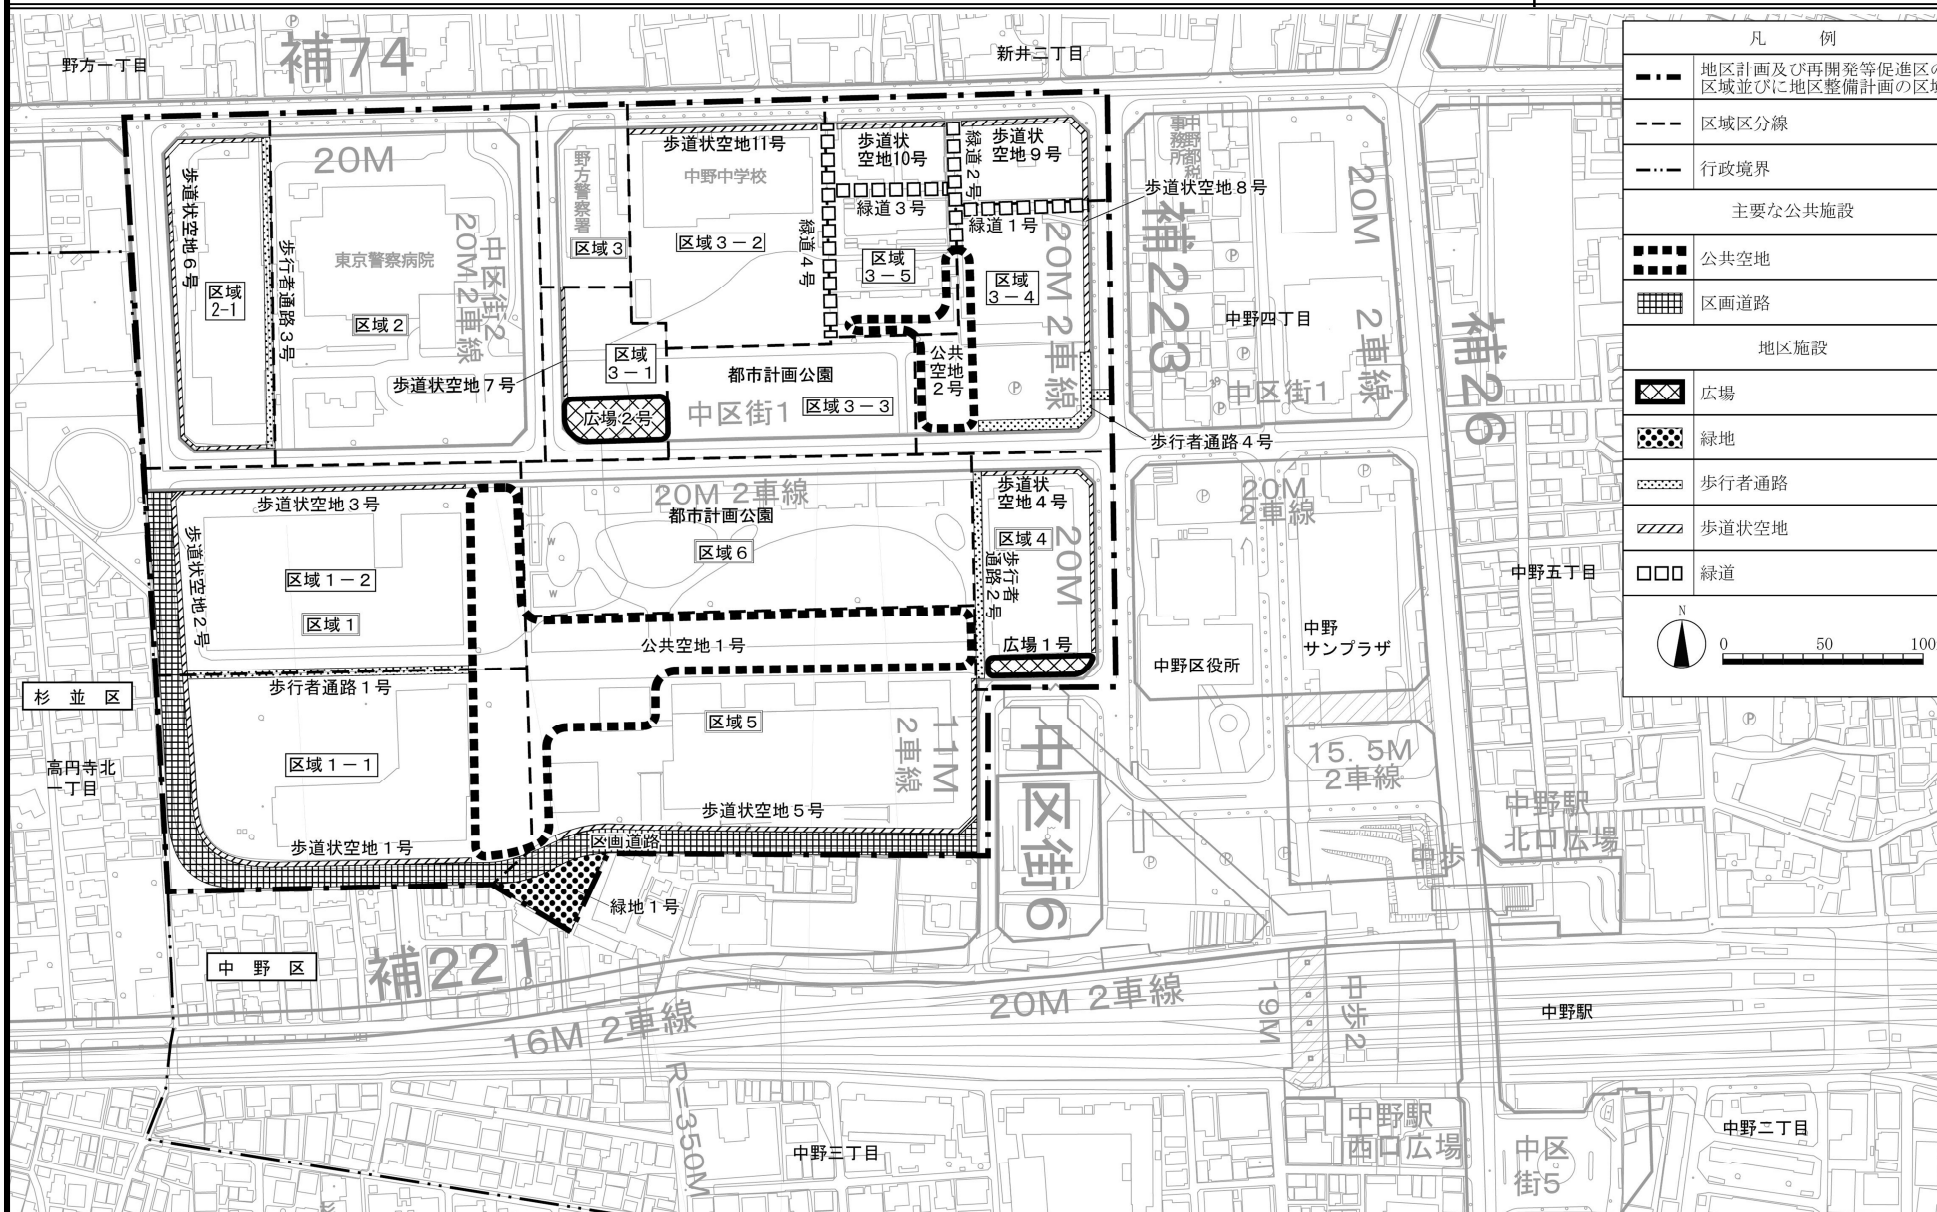 補74
野方一丁目
新井二丁目
20M
歩道状空地6号
歩行者通路3号
東京警察病院
区域
2-1
区域2
中区街2
20M 2車線
野方警察署
区域3
歩道状空地11号
中野中学校
区域3－2
緑道4号
歩道状
空地10号
緑道2号
歩道状
空地9号
緑道3号
緑道1号
歩道状空地8号
区域
3－5
区域
3－4
20M 2車線
区域
3－1
歩道状空地7号
都市計画公園
公共
空地
2号
広場2号
中区街1
区域3－3
歩行者通路4号
中野都税
事務所
補223
20M
2車線
中野四丁目
中区街1
補26
歩道状空地3号
歩道状空地2号
区域1－2
区域1
歩行者通路1号
区域1－1
歩道状空地1号
20M 2車線
都市計画公園
区域6
公共空地1号
区域5
11M
2車線
歩道状空地5号
区画道路
緑地1号
歩道状
空地4号
区域4
歩行者
通路2号
20M
広場1号
20M
2車線
中野区役所
中野
サンプラザ
中野五丁目
中区街6
15.5M
2車線
中歩1
中野駅
北口広場
杉並区
高円寺北
一丁目
中野区
補221
16M 2車線
20M 2車線
19M
中歩2
中野駅
R=350M
中野三丁目
中野駅
西口広場
中区
街5
中野二丁目
凡例
地区計画及び再開発等促進区の
区域並びに地区整備計画の区域
区域区分線
行政境界
主要な公共施設
公共空地
区画道路
地区施設
広場
緑地
歩行者通路
歩道状空地
緑道
N
0 50 100